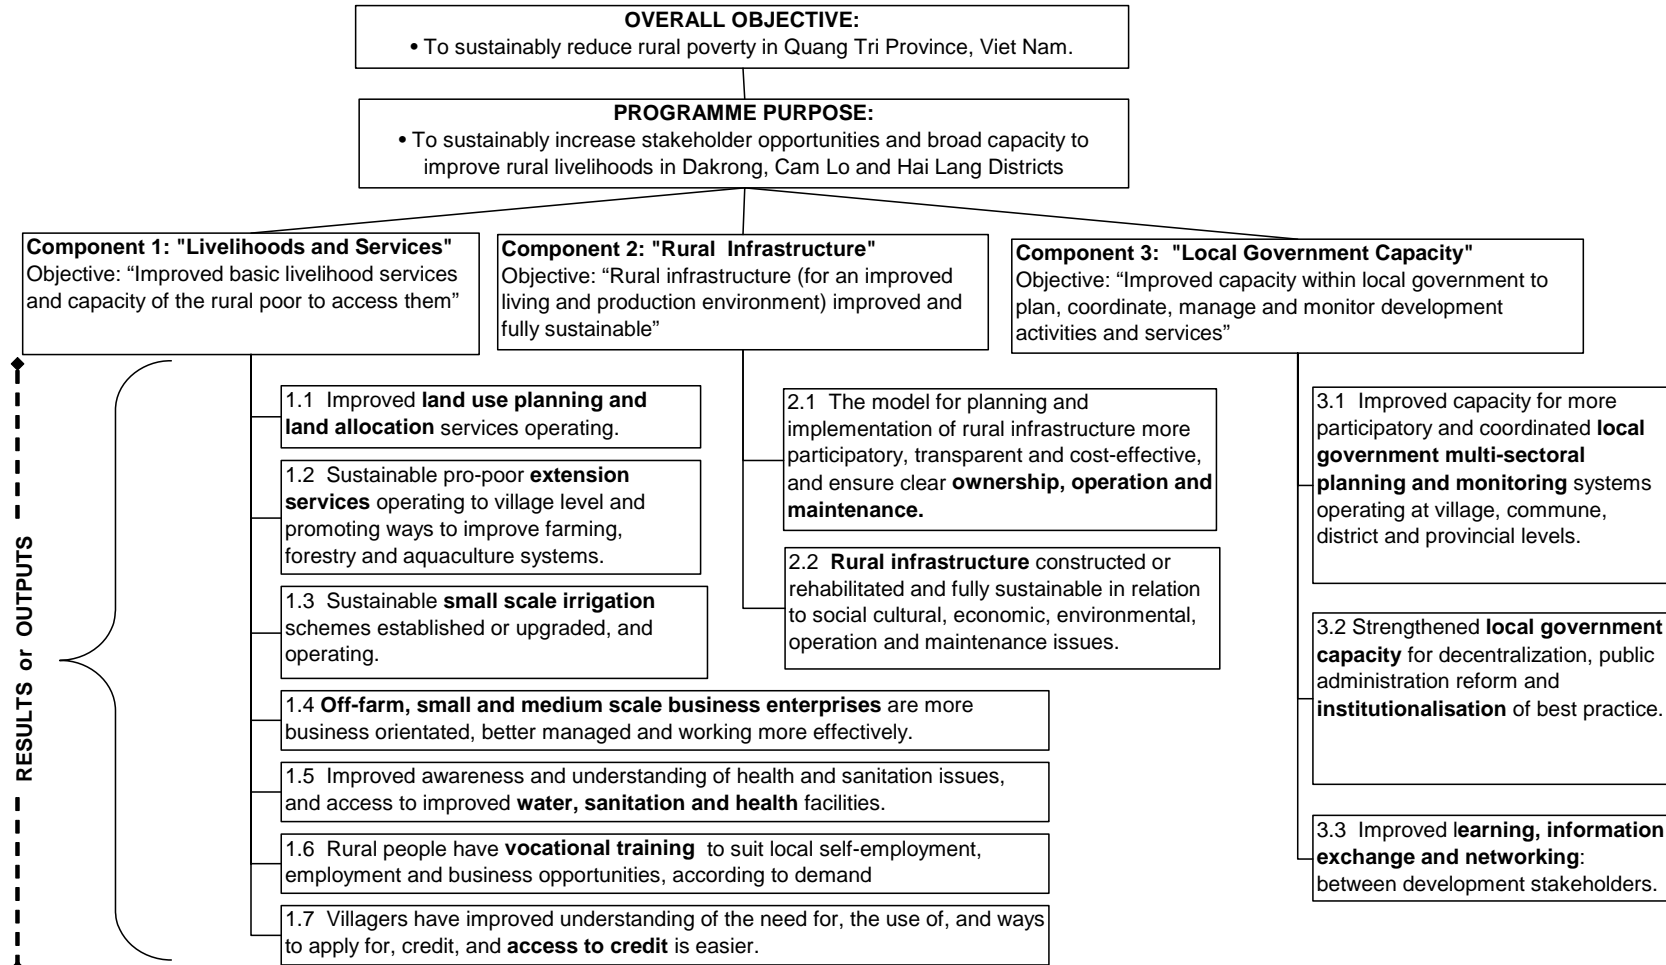 OVERALL OBJECTIVE:
• To sustainably reduce rural poverty in Quang Tri Province, Viet Nam.
PROGRAMME PURPOSE:
• To sustainably increase stakeholder opportunities and broad capacity to
improve rural livelihoods in Dakrong, Cam Lo and Hai Lang Districts
Component 1: "Livelihoods and Services"
Objective: “Improved basic livelihood services
and capacity of the rural poor to access them”
Component 2: "Rural Infrastructure"
Objective: “Rural infrastructure (for an improved
living and production environment) improved and
fully sustainable”
Component 3: "Local Government Capacity"
Objective: “Improved capacity within local government to
plan, coordinate, manage and monitor development
activities and services”
RESULTS or OUTPUTS
1.1 Improved land use planning and
land allocation services operating.
1.2 Sustainable pro-poor extension
services operating to village level and
promoting ways to improve farming,
forestry and aquaculture systems.
1.3 Sustainable small scale irrigation
schemes established or upgraded, and
operating.
1.4 Off-farm, small and medium scale business enterprises are more
business orientated, better managed and working more effectively.
1.5 Improved awareness and understanding of health and sanitation issues,
and access to improved water, sanitation and health facilities.
1.6 Rural people have vocational training to suit local self-employment,
employment and business opportunities, according to demand
1.7 Villagers have improved understanding of the need for, the use of, and ways
to apply for, credit, and access to credit is easier.
2.1 The model for planning and
implementation of rural infrastructure more
participatory, transparent and cost-effective,
and ensure clear ownership, operation and
maintenance.
2.2 Rural infrastructure constructed or
rehabilitated and fully sustainable in relation
to social cultural, economic, environmental,
operation and maintenance issues.
3.1 Improved capacity for more
participatory and coordinated local
government multi-sectoral
planning and monitoring systems
operating at village, commune,
district and provincial levels.
3.2 Strengthened local government
capacity for decentralization, public
administration reform and
institutionalisation of best practice.
3.3 Improved learning, information
exchange and networking:
between development stakeholders.